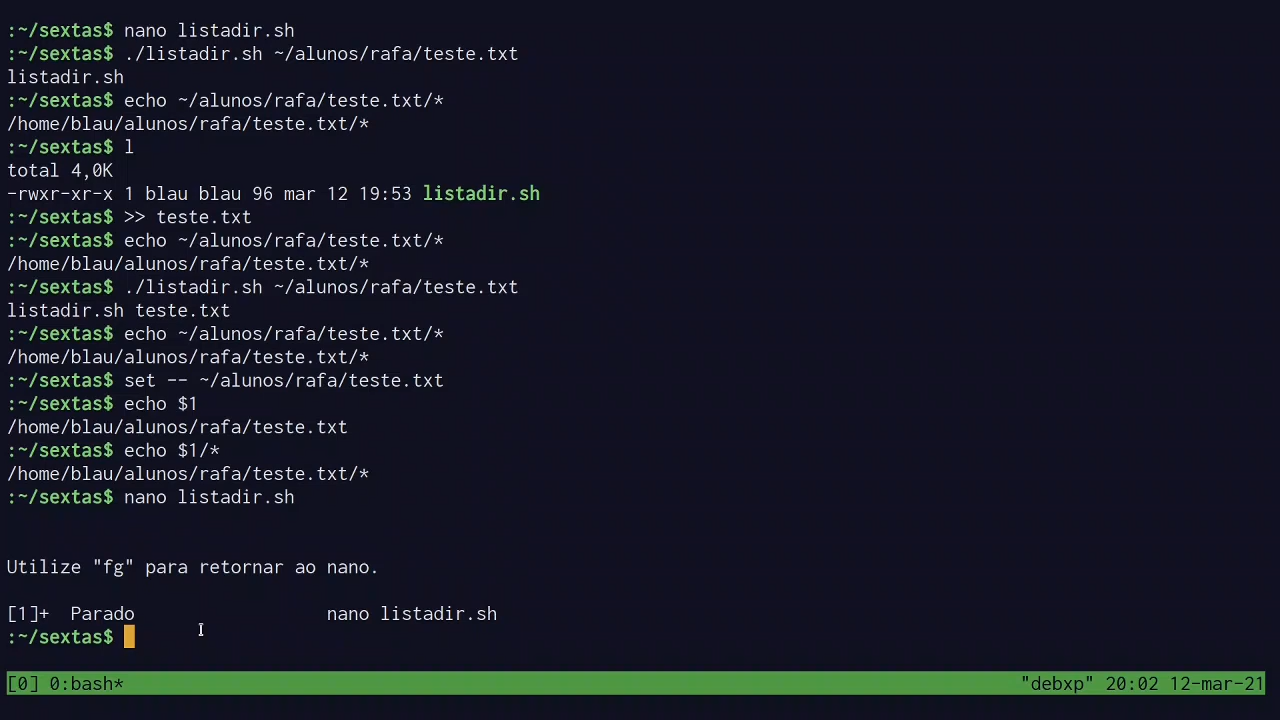 :~/sextas$ nano listadir.sh
:~/sextas$ ./listadir.sh ~/alunos/rafa/teste.txt
listadir.sh
:~/sextas$ echo ~/alunos/rafa/teste.txt/*
/home/blau/alunos/rafa/teste.txt/*
:~/sextas$ l
total 4,0K
-rwxr-xr-x 1 blau blau 96 mar 12 19:53 listadir.sh
:~/sextas$ >> teste.txt
:~/sextas$ echo ~/alunos/rafa/teste.txt/*
/home/blau/alunos/rafa/teste.txt/*
:~/sextas$ ./listadir.sh ~/alunos/rafa/teste.txt
listadir.sh teste.txt
:~/sextas$ echo ~/alunos/rafa/teste.txt/*
/home/blau/alunos/rafa/teste.txt/*
:~/sextas$ set -- ~/alunos/rafa/teste.txt
:~/sextas$ echo $1
/home/blau/alunos/rafa/teste.txt
:~/sextas$ echo $1/*
/home/blau/alunos/rafa/teste.txt/*
:~/sextas$ nano listadir.sh
Utilize "fg" para retornar ao nano.
[1]+  Parado                  nano listadir.sh
:~/sextas$
[0] 0:bash* "debxp" 20:02 12-mar-21